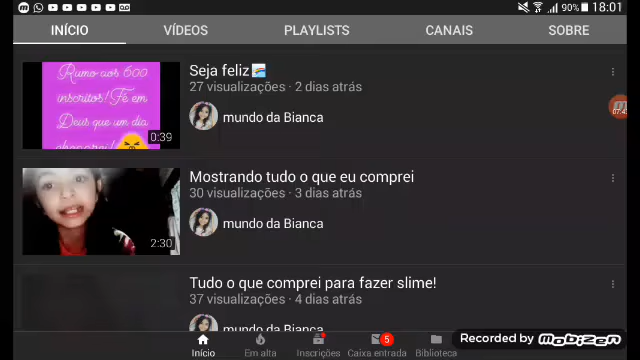 90% 18:01
INÍCIO
VÍDEOS
PLAYLISTS
CANAIS
SOBRE
Rumo aos 600
inscritos! Fé em
Deus que um dia
0:39
Seja feliz
27 visualizações · 2 dias atrás
mundo da Bianca
2:30
Mostrando tudo o que eu comprei
30 visualizações · 3 dias atrás
mundo da Bianca
Tudo o que comprei para fazer slime!
37 visualizações · 4 dias atrás
mundo da Bianca
5
Início
Em alta
Inscrições
Caixa entrada
Biblioteca
Recorded by Mobizen